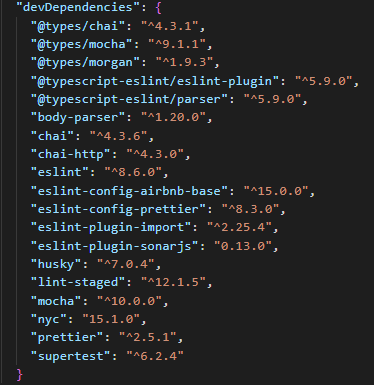 "devDependencies": {
"@types/chai": "^4.3.1",
"@types/mocha": "^9.1.1",
"@types/morgan": "^1.9.3",
"@typescript-eslint/eslint-plugin": "^5.9.0",
"@typescript-eslint/parser": "^5.9.0",
"body-parser": "^1.20.0",
"chai": "^4.3.6",
"chai-http": "^4.3.0",
"eslint": "^8.6.0",
"eslint-config-airbnb-base": "^15.0.0",
"eslint-config-prettier": "^8.3.0",
"eslint-plugin-import": "^2.25.4",
"eslint-plugin-sonarjs": "0.13.0",
"husky": "^7.0.4",
"lint-staged": "^12.1.5",
"mocha": "^10.0.0",
"nyc": "15.1.0",
"prettier": "^2.5.1",
"supertest": "^6.2.4"
}